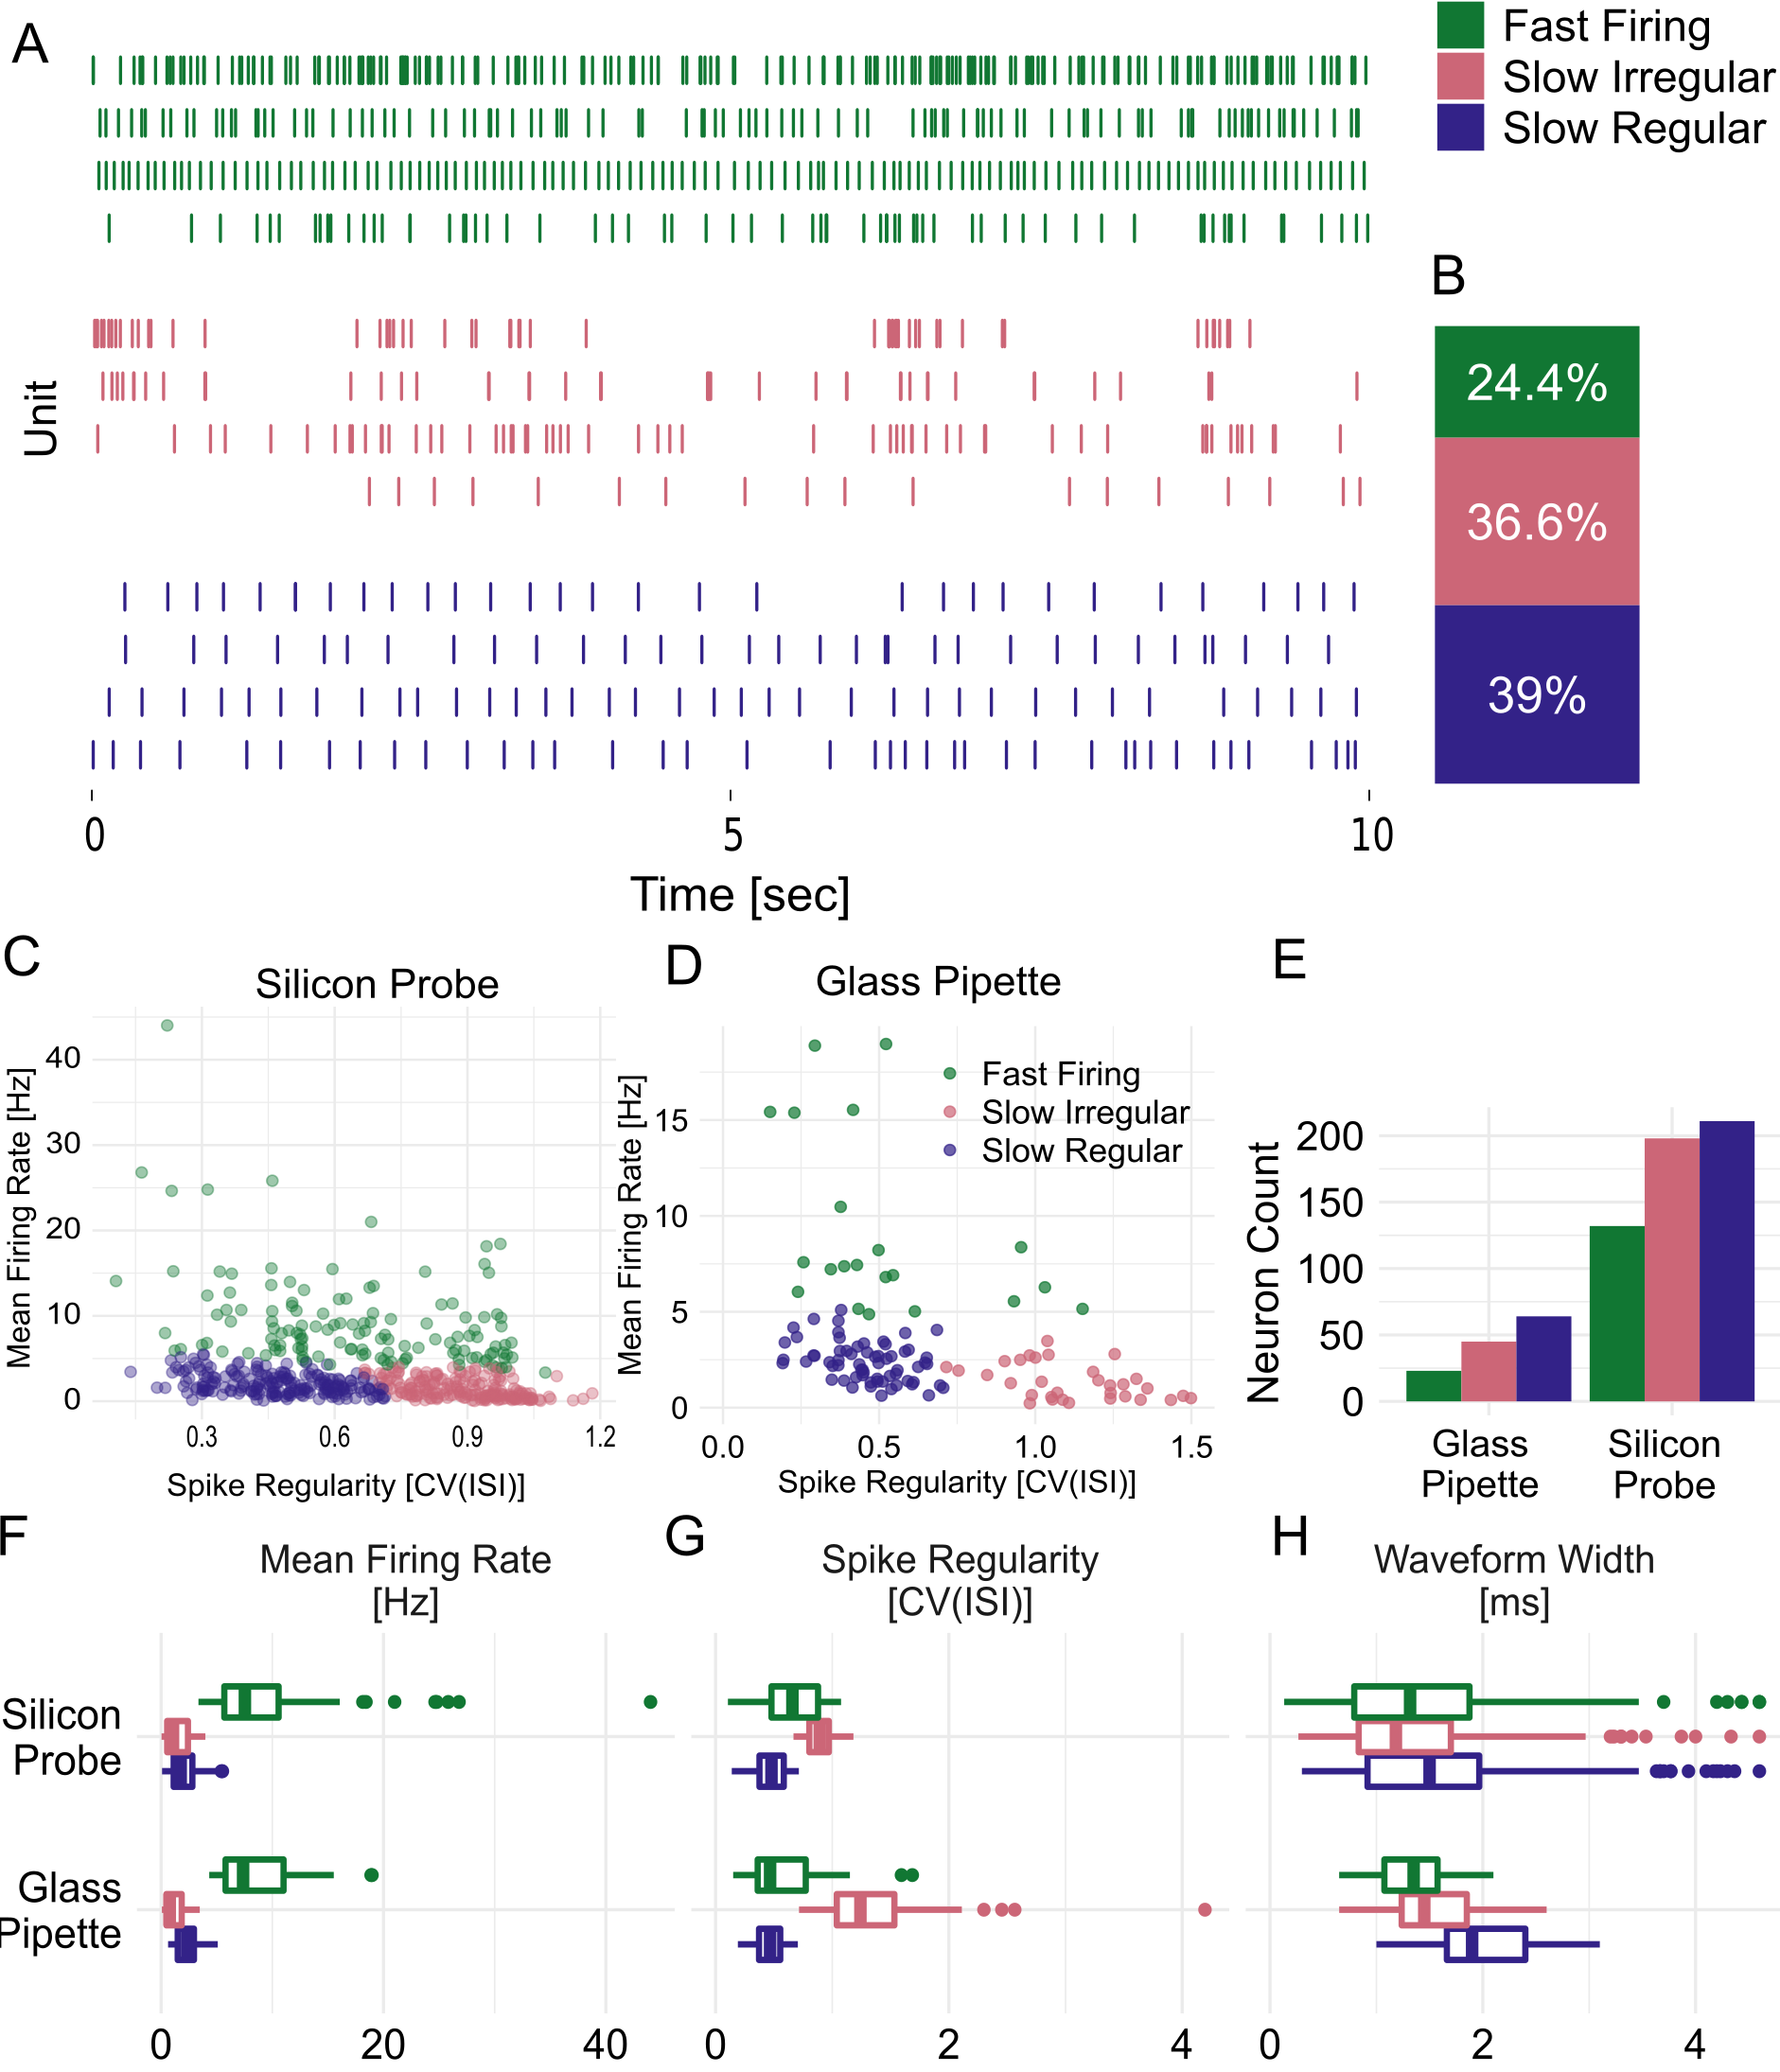 A
Fast Firing
Slow Irregular
Slow Regular
Unit
B
24.4%
36.6%
39%
0 5 10
Time [sec]
C
Silicon Probe
Mean Firing Rate [Hz]
40
30
20
10
0
0.3 0.6 0.9 1.2
Spike Regularity [CV(ISI)]
D
Glass Pipette
Fast Firing
Slow Irregular
Slow Regular
Mean Firing Rate [Hz]
15
10
5
0
0.0 0.5 1.0 1.5
Spike Regularity [CV(ISI)]
E
Neuron Count
200
150
100
50
0
Glass
Pipette
Silicon
Probe
F
Mean Firing Rate
[Hz]
Silicon
Probe
Glass
Pipette
0 20 40
G
Spike Regularity
[CV(ISI)]
0 2 4
H
Waveform Width
[ms]
0 2 4